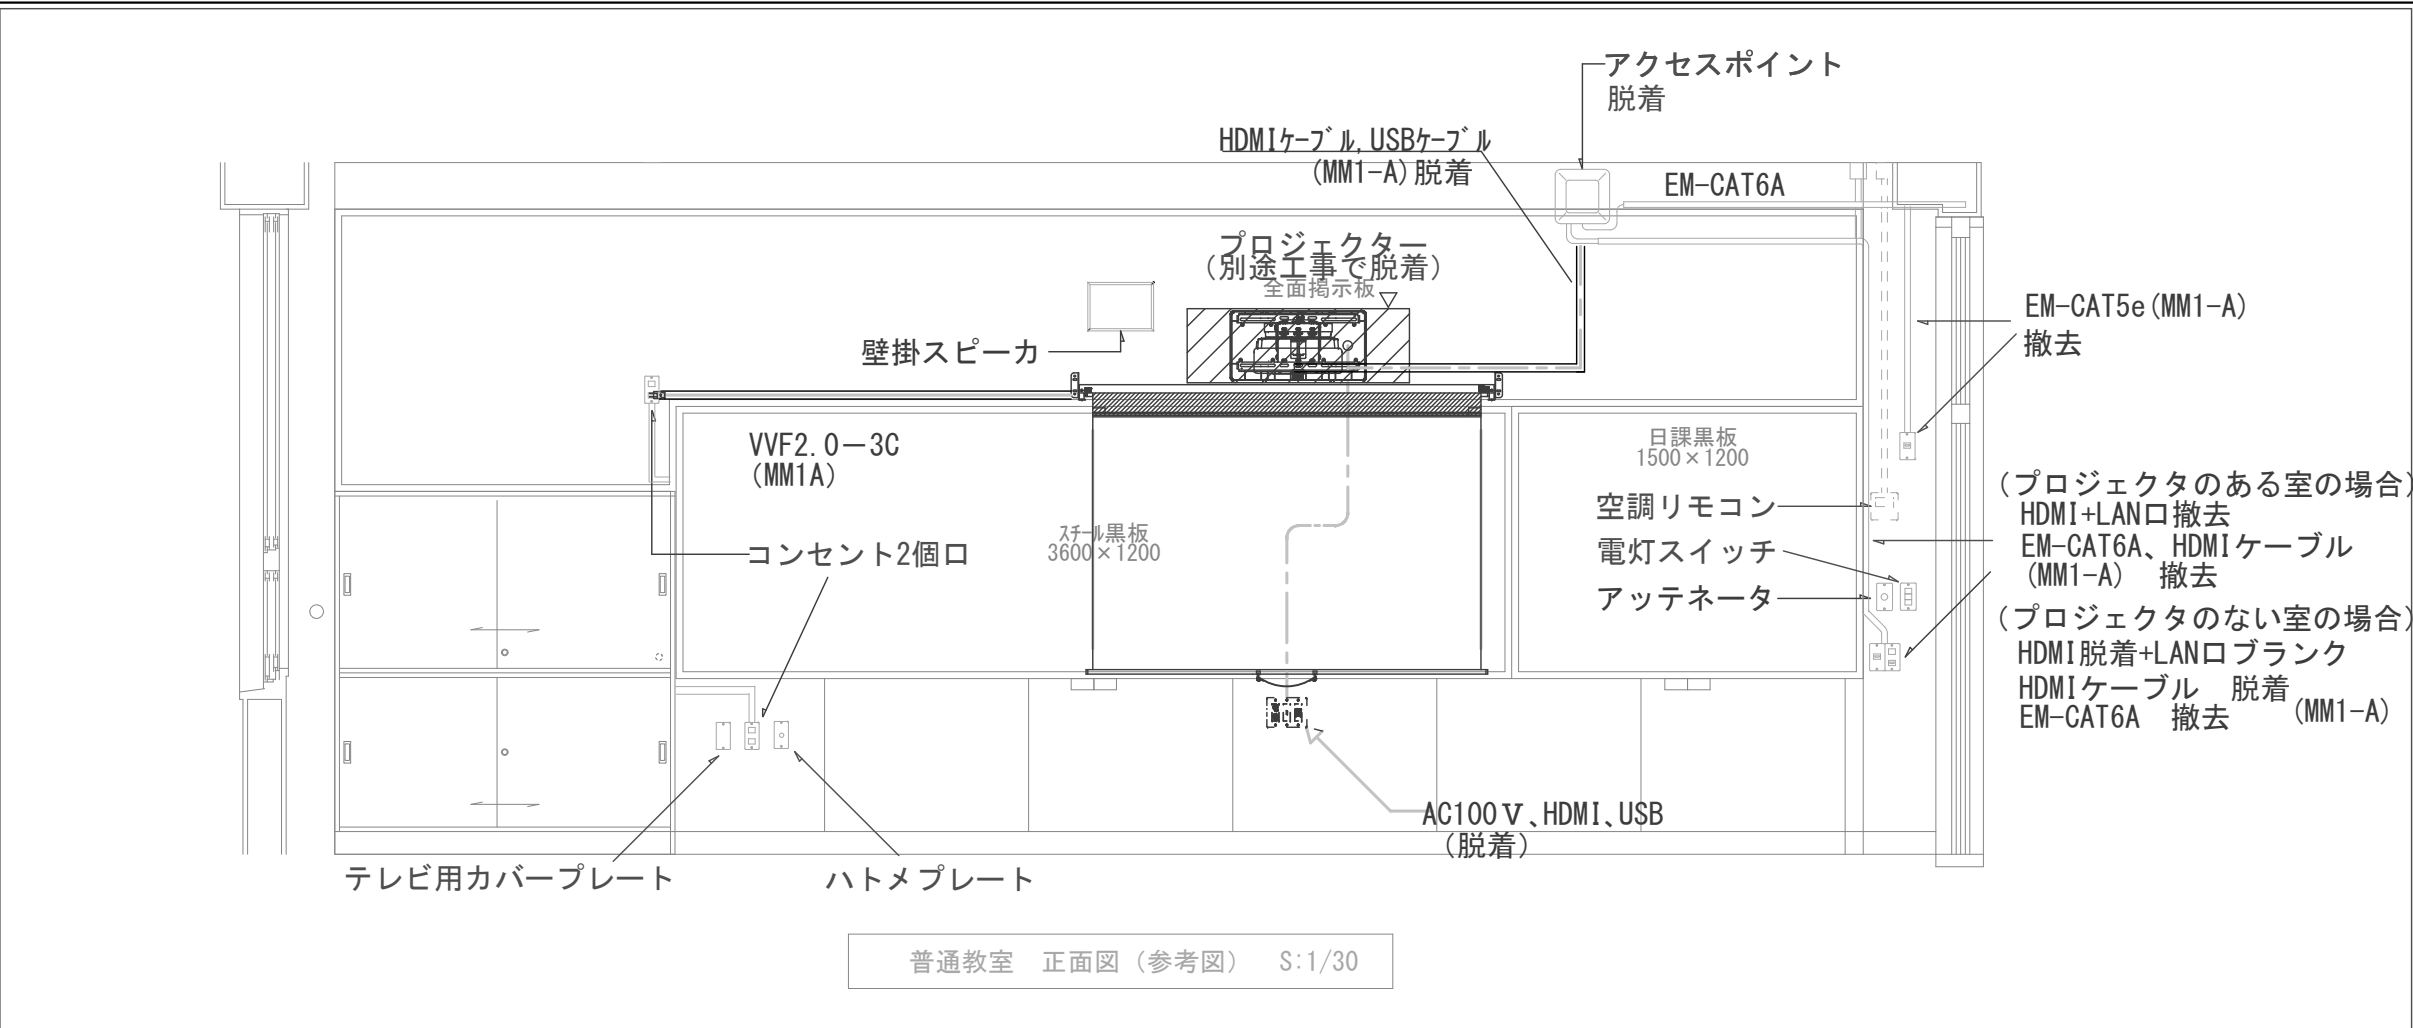 アクセスポイント
脱着
HDMIケーブル,USBケーブル
(MM1-A)脱着
EM-CAT6A
プロジェクター
(別途工事で脱着)
全面掲示板
壁掛スピーカ
EM-CAT5e(MM1-A)
撤去
VVF2.0-3C
(MM1A)
日課黒板
1500×1200
スチール黒板
3600×1200
コンセント2個口
空調リモコン
電灯スイッチ
アッテネータ
(プロジェクタのある室の場合)
HDMI+LAN口撤去
EM-CAT6A、HDMIケーブル
(MM1-A) 撤去
(プロジェクタのない室の場合)
HDMI脱着+LAN口ブランク
HDMIケーブル 脱着
EM-CAT6A 撤去 (MM1-A)
AC100V、HDMI、USB
(脱着)
テレビ用カバープレート
ハトメプレート
普通教室 正面図(参考図) S:1/30